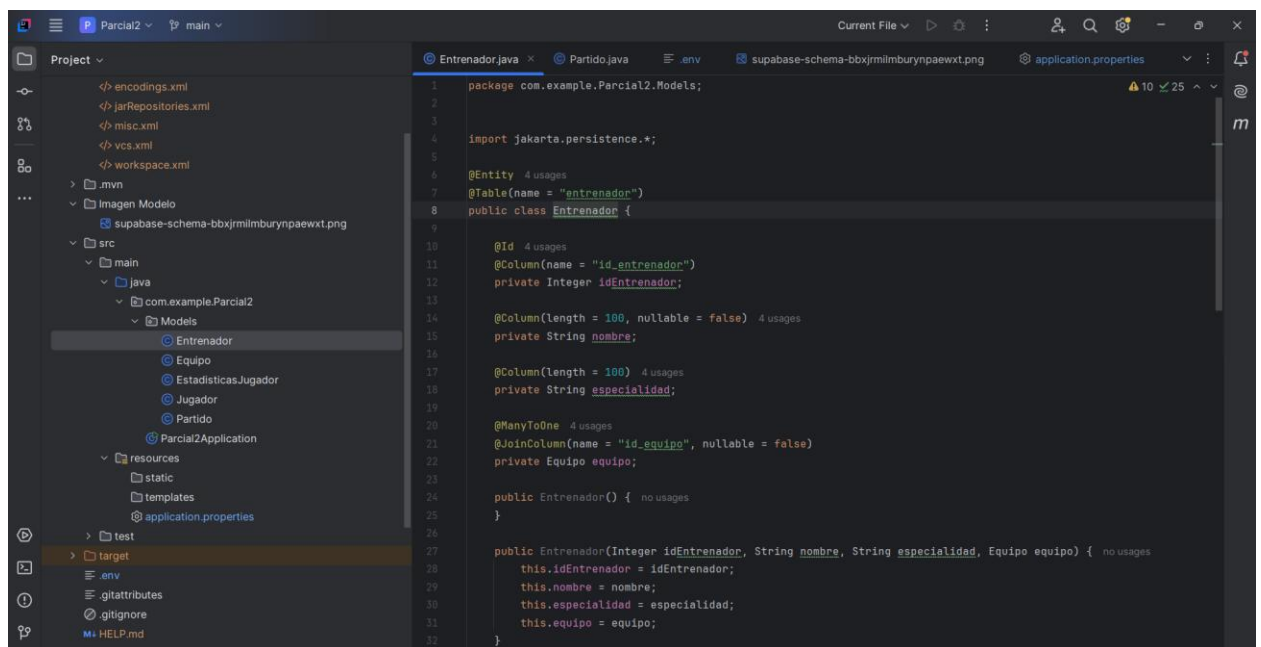 P Parcial2 main Current File
Project
Entrenador.java Partido.java .env supabase-schema-bbxjrmilmburynpaewxt.png application.properties
</> encodings.xml
</> jarRepositories.xml
</> misc.xml
</> vcs.xml
</> workspace.xml
.mvn
Imagen Modelo
supabase-schema-bbxjrmilmburynpaewxt.png
src
main
java
com.example.Parcial2
Models
Entrenador
Equipo
EstadisticasJugador
Jugador
Partido
Parcial2Application
resources
static
templates
application.properties
test
target
.env
.gitattributes
.gitignore
M↓ HELP.md
10 25
m
1 package com.example.Parcial2.Models;
2
3
4 import jakarta.persistence.*;
5
6 @Entity 4 usages
7 @Table(name = "entrenador")
8 public class Entrenador {
9
10 @Id 4 usages
11 @Column(name = "id_entrenador")
12 private Integer idEntrenador;
13
14 @Column(length = 100, nullable = false) 4 usages
15 private String nombre;
16
17 @Column(length = 100) 4 usages
18 private String especialidad;
19
20 @ManyToOne 4 usages
21 @JoinColumn(name = "id_equipo", nullable = false)
22 private Equipo equipo;
23
24 public Entrenador() { no usages
25 }
26
27 public Entrenador(Integer idEntrenador, String nombre, String especialidad, Equipo equipo) { no usages
28 this.idEntrenador = idEntrenador;
29 this.nombre = nombre;
30 this.especialidad = especialidad;
31 this.equipo = equipo;
32 }